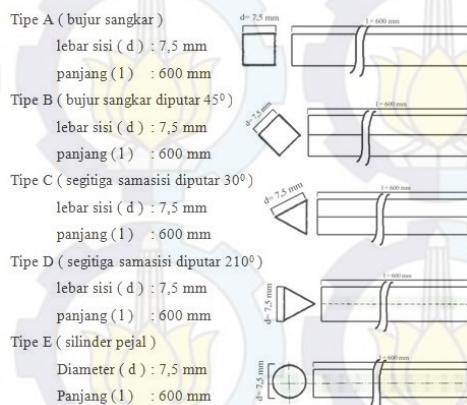 Tipe A ( bujur sangkar )
lebar sisi ( d ) : 7,5 mm
panjang ( l ) : 600 mm
d= 7,5 mm
l = 600 mm
Tipe B ( bujur sangkar diputar 45⁰ )
lebar sisi ( d ) : 7,5 mm
panjang ( l ) : 600 mm
d= 7,5 mm
l = 600 mm
Tipe C ( segitiga samasisi diputar 30⁰ )
lebar sisi ( d ) : 7,5 mm
panjang ( l ) : 600 mm
d= 7,5 mm
l = 600 mm
Tipe D ( segitiga samasisi diputar 210⁰ )
lebar sisi ( d ) : 7,5 mm
panjang ( l ) : 600 mm
d= 7,5 mm
l = 600 mm
Tipe E ( silinder pejal )
Diameter ( d ) : 7,5 mm
Panjang ( l ) : 600 mm
d= 7,5 mm
l = 600 mm